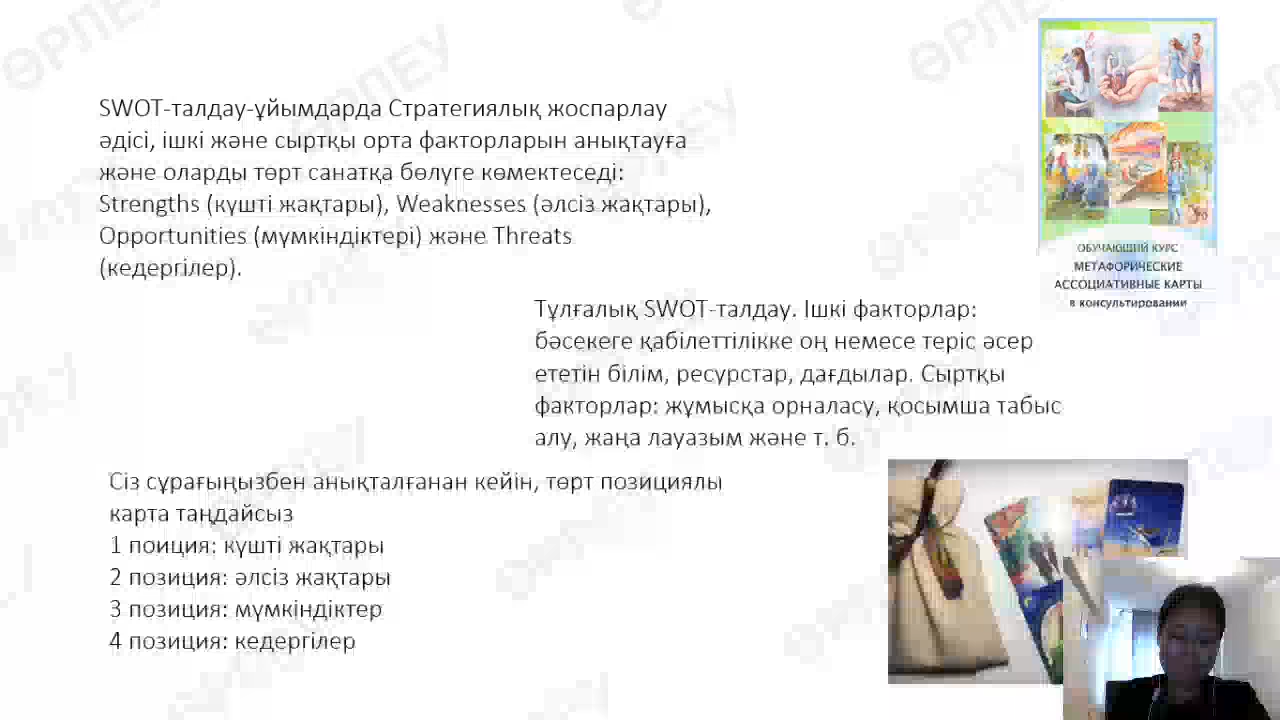 SWOT-талдау-ұйымдарда Стратегиялық жоспарлау
әдісі, ішкі және сыртқы орта факторларын анықтауға
және оларды төрт санатқа бөлуге көмектеседі:
Strengths (күшті жақтары), Weaknesses (әлсіз жақтары),
Opportunities (мүмкіндіктері) және Threats
(кедергілер).
ОБУЧАЮЩИЙ КУРС
МЕТАФОРИЧЕСКИЕ
АССОЦИАТИВНЫЕ КАРТЫ
в консультировании
Тұлғалық SWOT-талдау. Ішкі факторлар:
бәсекеге қабілеттілікке оң немесе теріс әсер
ететін білім, ресурстар, дағдылар. Сыртқы
факторлар: жұмысқа орналасу, қосымша табыс
алу, жаңа лауазым және т. б.
Сіз сұрағыңызбен анықталғанан кейін, төрт позициялы
карта таңдайсыз
1 поиция: күшті жақтары
2 позиция: әлсіз жақтары
3 позиция: мүмкіндіктер
4 позиция: кедергілер
ӨРЛЕУ